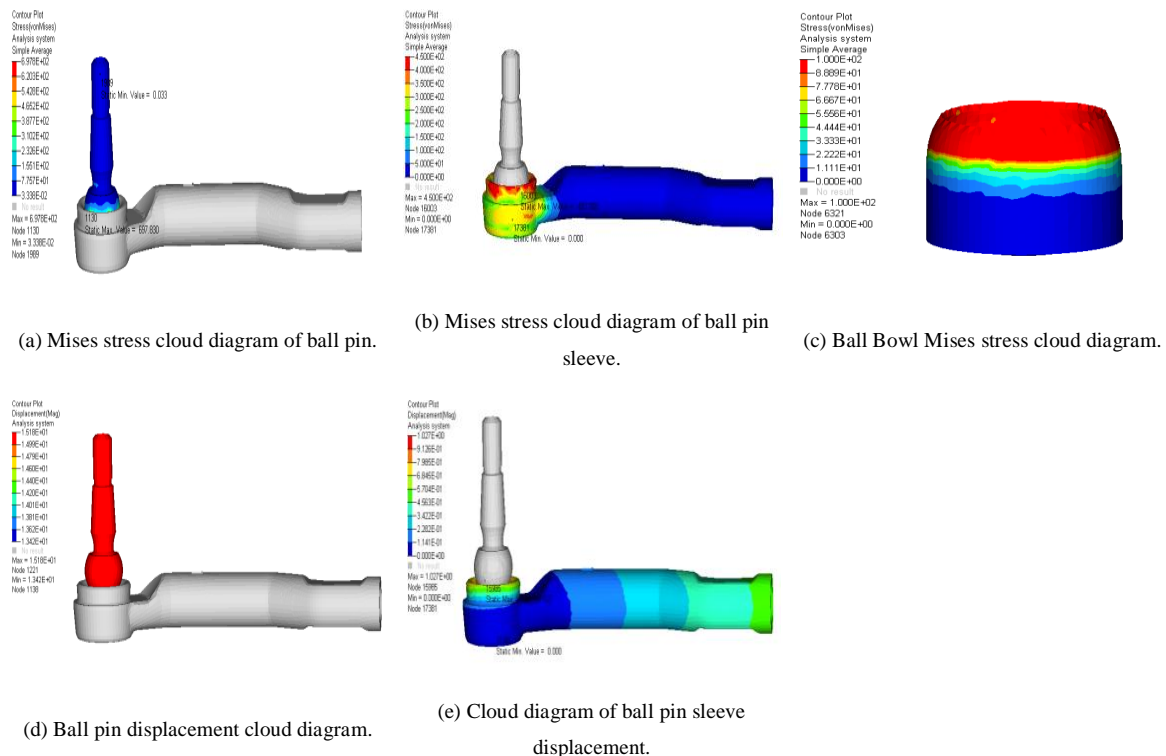 Contour Plot
Stress(vonMises)
Analysis system
Simple Average
6.978E+02
6.203E+02
5.428E+02
4.652E+02
3.877E+02
3.102E+02
2.326E+02
1.551E+02
7.757E+01
3.338E-02
No result
Max = 6.978E+02
Node 1130
Min = 3.338E-02
Node 1989
Static Min. Value = 0.033
1130
Static Max. Value = 697.830
(a) Mises stress cloud diagram of ball pin.
Contour Plot
Stress(vonMises)
Analysis system
Simple Average
4.500E+02
4.000E+02
3.500E+02
3.000E+02
2.500E+02
2.000E+02
1.500E+02
1.000E+02
5.000E+01
0.000E+00
No result
Max = 4.500E+02
Node 16003
Min = 0.000E+00
Node 17381
16003
Static Max. Value =
17381
Static Min. Value = 0.000
(b) Mises stress cloud diagram of ball pin
sleeve.
Contour Plot
Stress(vonMises)
Analysis system
Simple Average
1.000E+02
8.889E+01
7.778E+01
6.667E+01
5.556E+01
4.444E+01
3.333E+01
2.222E+01
1.111E+01
0.000E+00
No result
Max = 1.000E+02
Node 6321
Min = 0.000E+00
Node 6303
(c) Ball Bowl Mises stress cloud diagram.
Contour Plot
Displacement(Mag)
Analysis system
1.518E+01
1.499E+01
1.479E+01
1.460E+01
1.440E+01
1.420E+01
1.401E+01
1.381E+01
1.362E+01
1.342E+01
No result
Max = 1.518E+01
Node 1221
Min = 1.342E+01
Node 1138
(d) Ball pin displacement cloud diagram.
Contour Plot
Displacement(Mag)
Analysis system
1.027E+00
9.126E-01
7.985E-01
6.845E-01
5.704E-01
4.563E-01
3.422E-01
2.282E-01
1.141E-01
0.000E+00
No result
Max = 1.027E+00
Node 15985
Min = 0.000E+00
Node 17381
15985
Static Max
Static Min. Value = 0.000
(e) Cloud diagram of ball pin sleeve
displacement.